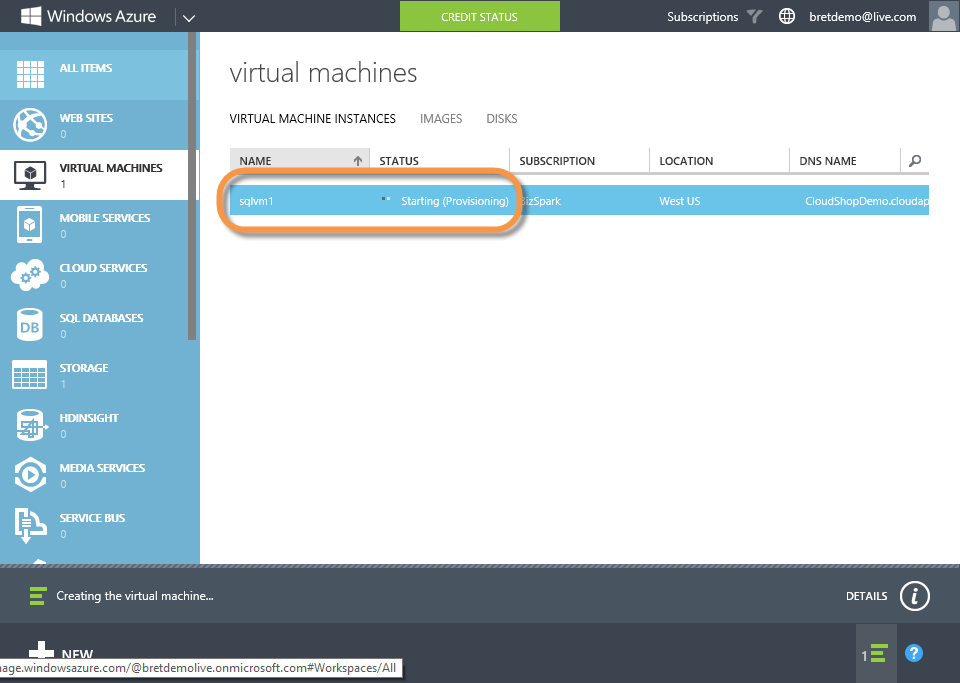 Windows Azure
CREDIT STATUS
Subscriptions
bretdemo@live.com
ALL ITEMS
WEB SITES
0
VIRTUAL MACHINES
1
MOBILE SERVICES
0
CLOUD SERVICES
0
DB
SQL DATABASES
0
STORAGE
1
HDINSIGHT
0
MEDIA SERVICES
0
SERVICE BUS
0
virtual machines
VIRTUAL MACHINE INSTANCES IMAGES DISKS
NAME STATUS SUBSCRIPTION LOCATION DNS NAME
sqlvm1 Starting (Provisioning) BizSpark West US CloudShopDemo.cloudap
Creating the virtual machine...
DETAILS i
NEW
1
?
nage.windowsazure.com/@bretdemolive.onmicrosoft.com#Workspaces/All